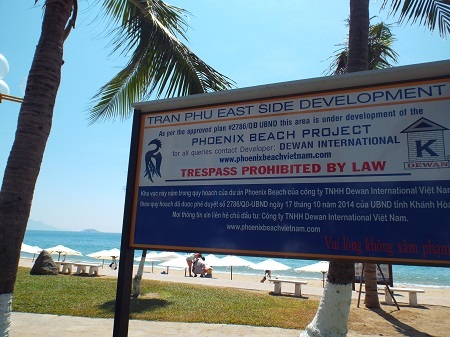 TRAN PHU EAST SIDE DEVELOPMENT
As per the approved plan #2786/QĐ UBND this area is under development of the
PHOENIX BEACH PROJECT
for all queries contact Developer: DEWAN INTERNATIONAL
www.phoenixbeachvietnam.com
TRESPASS PROHIBITED BY LAW
K
DEWAN
Khu vực này nằm trong quy hoạch của dự án Phoenix Beach của công ty TNHH Dewan International Việt Nam
theo quy hoạch đã được phê duyệt số 2786/QĐ-UBND ngày 17 tháng 10 năm 2014 của UBND tỉnh Khánh Hòa
Mọi thông tin xin liên hệ chủ đầu tư: Công ty TNHH Dewan International Việt Nam.
www.phoenixbeachvietnam.com
Vui lòng không xâm phạm